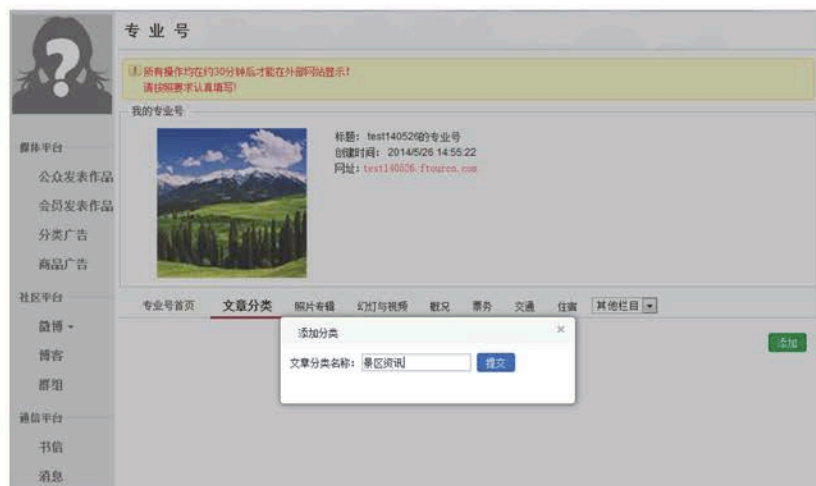 专业号
所有操作均在约30分钟后才能在外部网站显示！
请按照要求认真填写！
我的专业号
标题： test140526的专业号
创建时间： 2014/5/26 14:55:22
网址：test140526.ftouren.com
媒体平台
公众发表作品
会员发表作品
分类广告
商品广告
社区平台
微博
博客
群组
通信平台
书信
消息
专业号首页 文章分类 照片专辑 幻灯与视频 概况 票务 交通 住宿 其他栏目
添加
添加分类 ×
文章分类名称： 景区资讯 提交